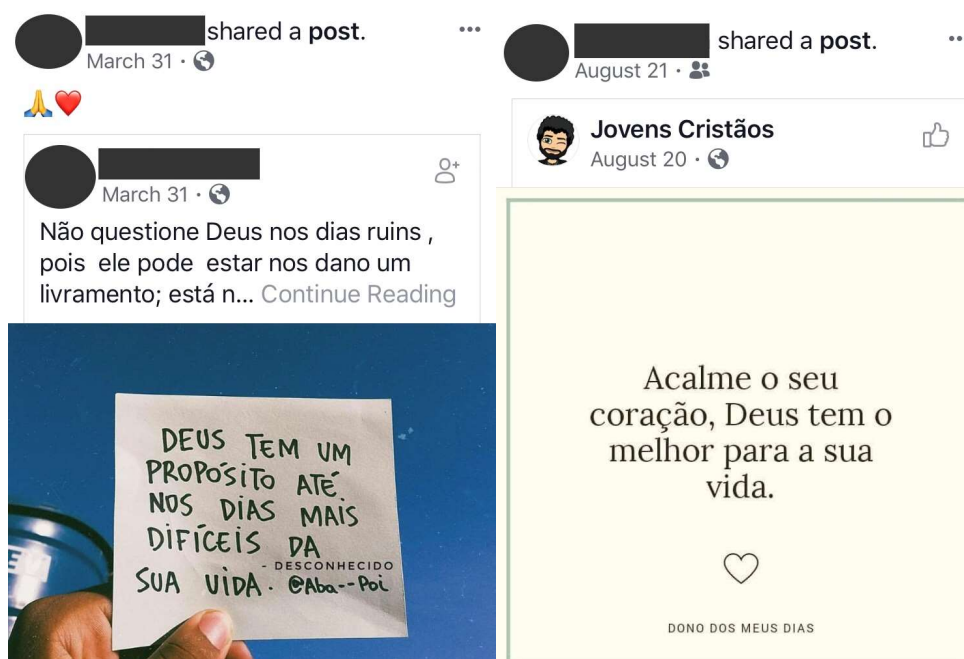 shared a post.
March 31 ·
Não questione Deus nos dias ruins ,
March 31 ·
pois ele pode estar nos dano um
livramento; está n... Continue Reading
DEUS TEM UM
PROPÓSITO ATÉ
NOS DIAS MAIS
DIFÍCEIS DA
- DESCONHECIDO
SUA VIDA. @Aba--Poi
shared a post.
August 21 ·
Jovens Cristãos
August 20 ·
Acalme o seu
coração, Deus tem o
melhor para a sua
vida.
DONO DOS MEUS DIAS